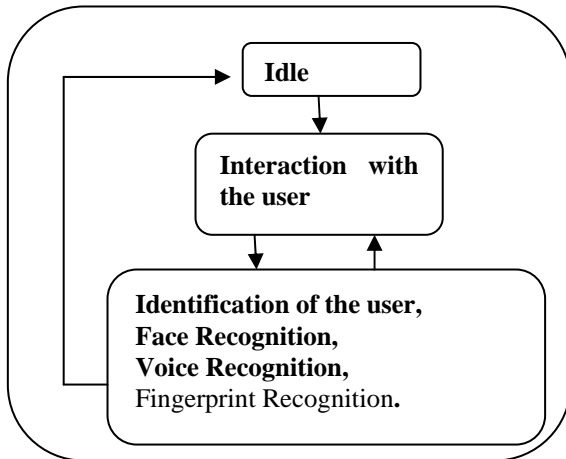 Idle
Interaction with
the user
Identification of the user,
Face Recognition,
Voice Recognition,
Fingerprint Recognition.